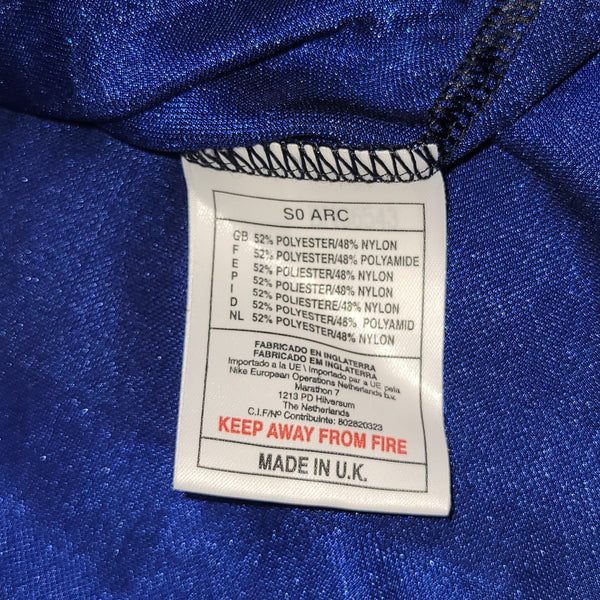 S0 ARC
GB 52% POLYESTER/48% NYLON
F 52% POLYESTER/48% POLYAMIDE
E 52% POLIESTER/48% NYLON
P 52% POLIESTER/48% NYLON
I 52% POLIESTERE/48% NYLON
D 52% POLYESTER/48% POLYAMID
NL 52% POLYESTER/48% NYLON
FABRICADO EN INGLATERRA
FABRICADO EM INGLATERRA
Importado a la UE \ Importado par a UE pela
Nike European Operations Netherlands b.v.
Marathon 7
1213 PD Hilversum
The Netherlands
C.I.F/Nº Contribuinte: 802820323
KEEP AWAY FROM FIRE
MADE IN U.K.